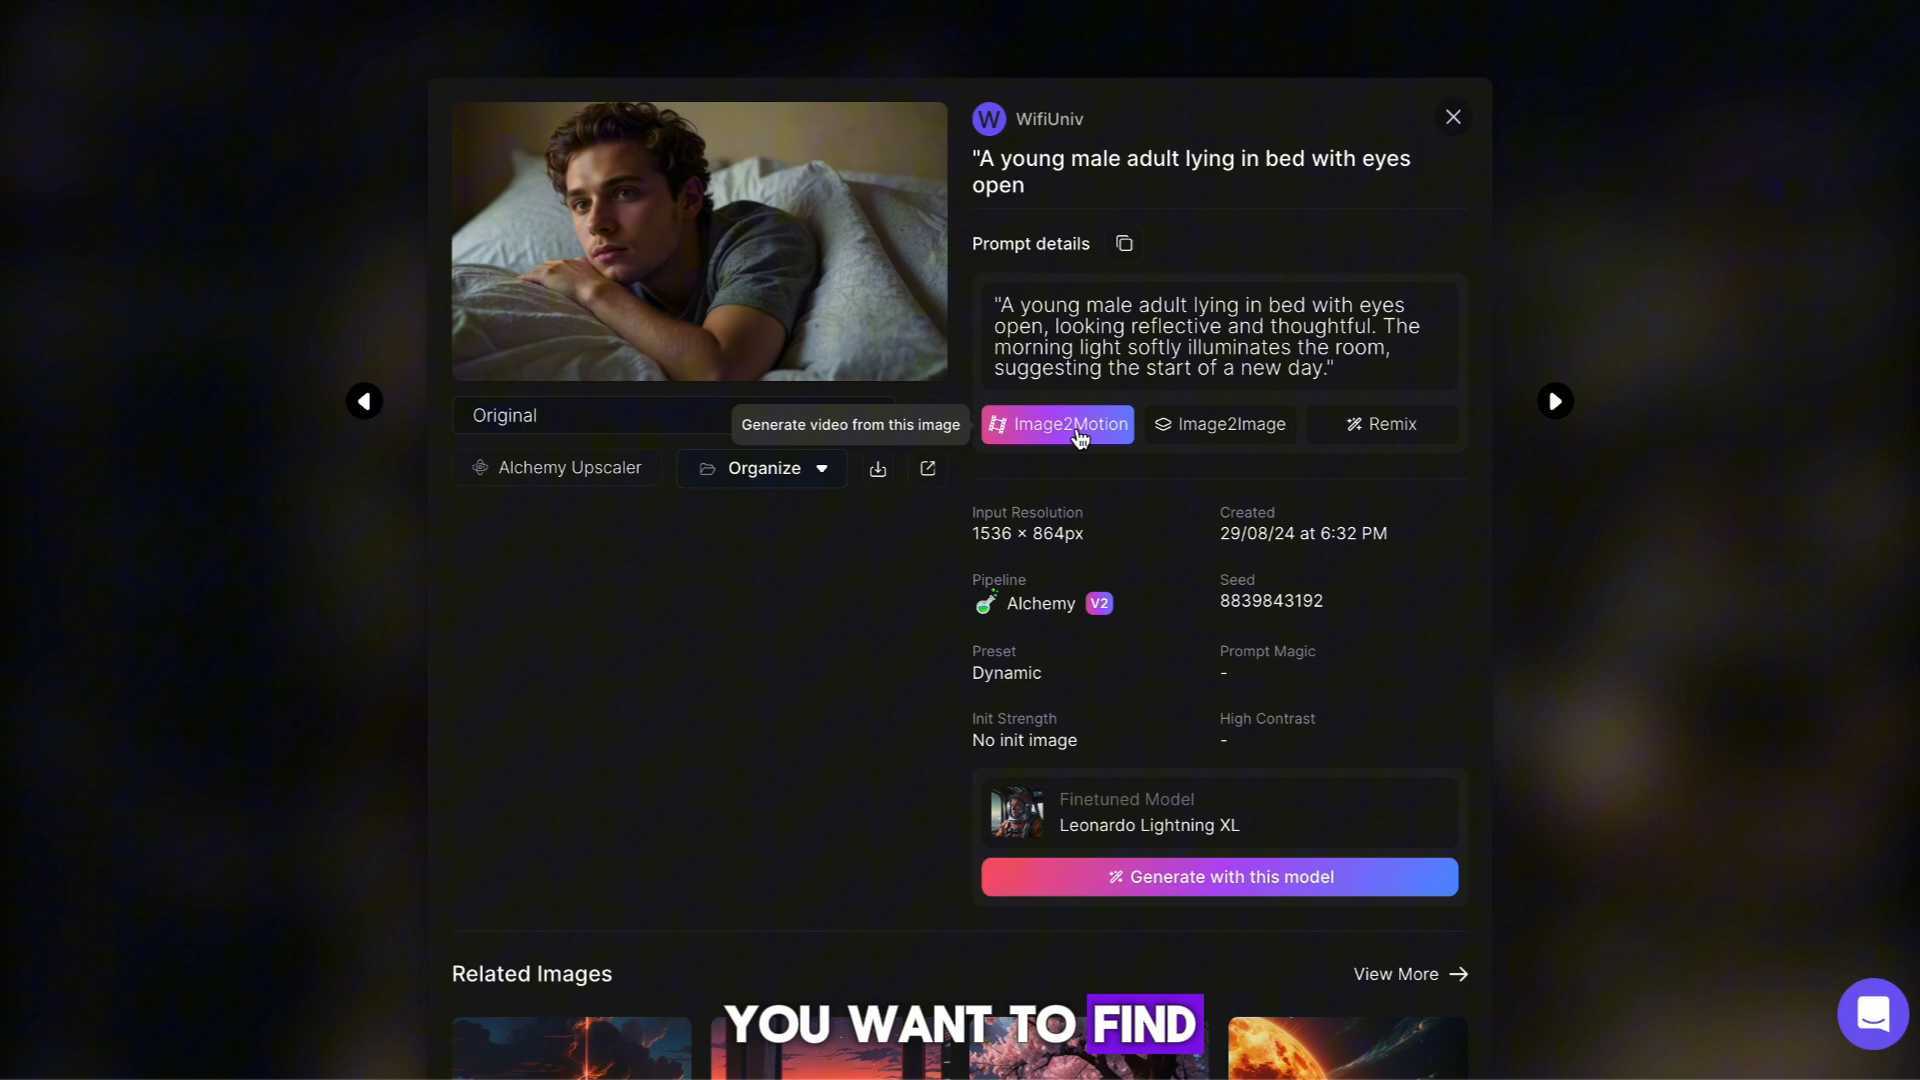 W WifiUniv
"A young male adult lying in bed with eyes
open
Prompt details
"A young male adult lying in bed with eyes
open, looking reflective and thoughtful. The
morning light softly illuminates the room,
suggesting the start of a new day."
Original
Generate video from this image
Image2Motion
Image2Image
Remix
Alchemy Upscaler
Organize
Input Resolution
1536 × 864px
Created
29/08/24 at 6:32 PM
Pipeline
Alchemy V2
Seed
8839843192
Preset
Dynamic
Prompt Magic
-
Init Strength
No init image
High Contrast
-
Finetuned Model
Leonardo Lightning XL
Generate with this model
Related Images
View More
YOU WANT TO FIND